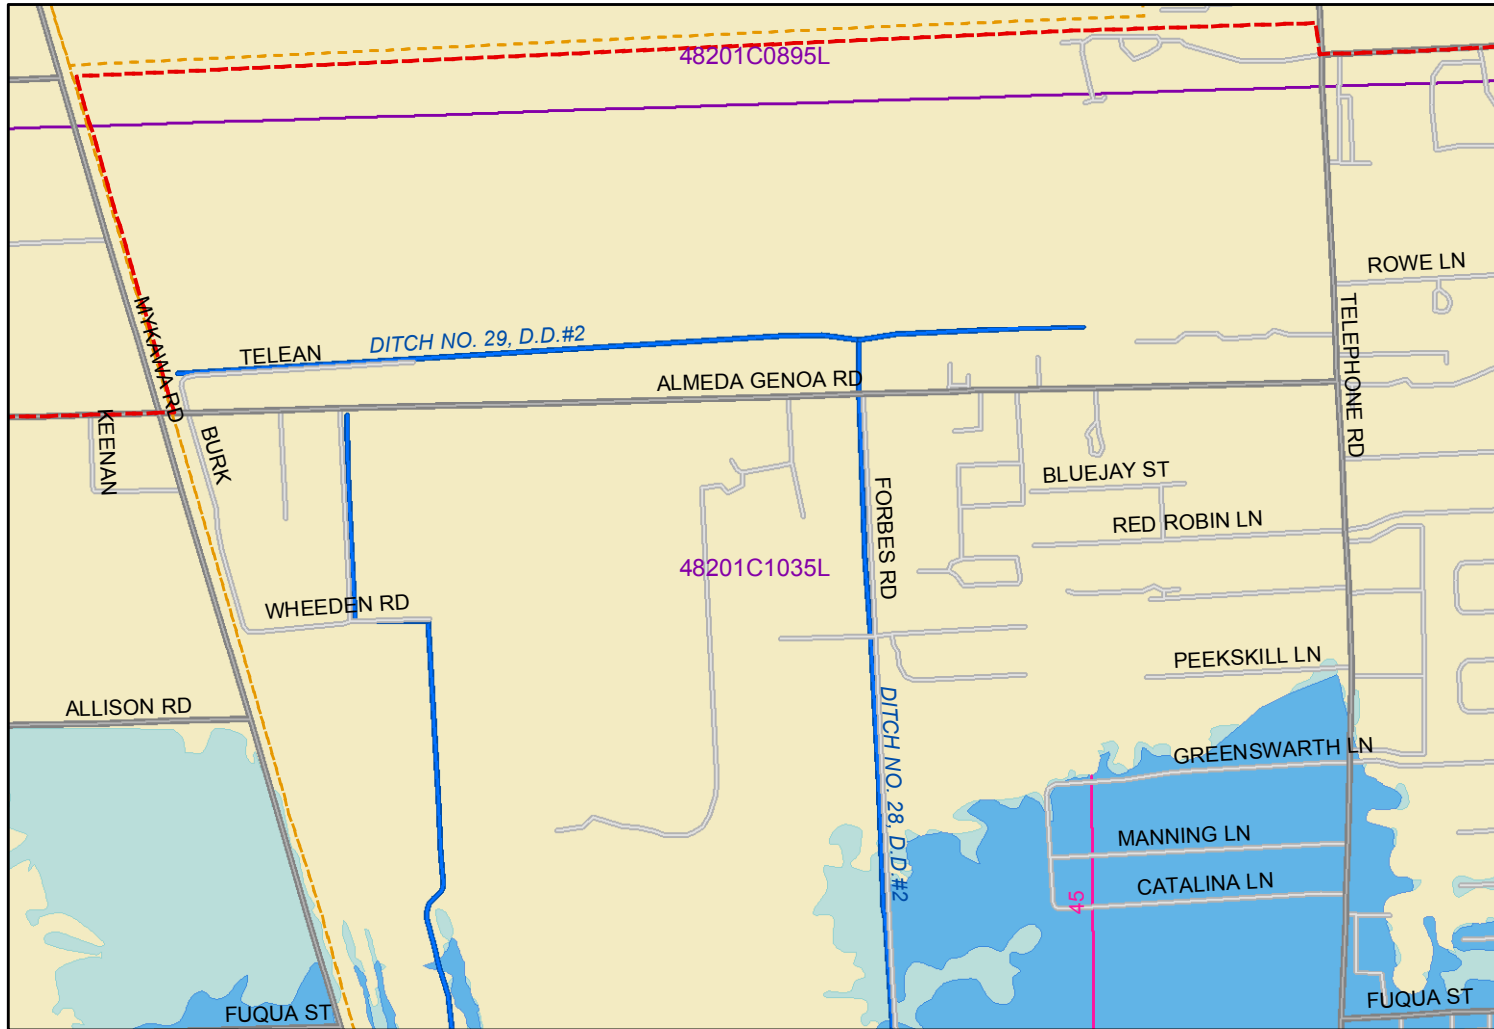 48201C0895L
ROWE LN
MYKAWA RD
TELEPHONE RD
DITCH NO. 29, D.D.#2
TELEAN
ALMEDA GENOA RD
KEENAN
BURK
BLUEJAY ST
FORBES RD
RED ROBIN LN
48201C1035L
WHEEDEN RD
PEEKSKILL LN
ALLISON RD
DITCH NO. 28, D.D.#2
GREENSWARTH LN
MANNING LN
CATALINA LN
45
FUQUA ST
FUQUA ST